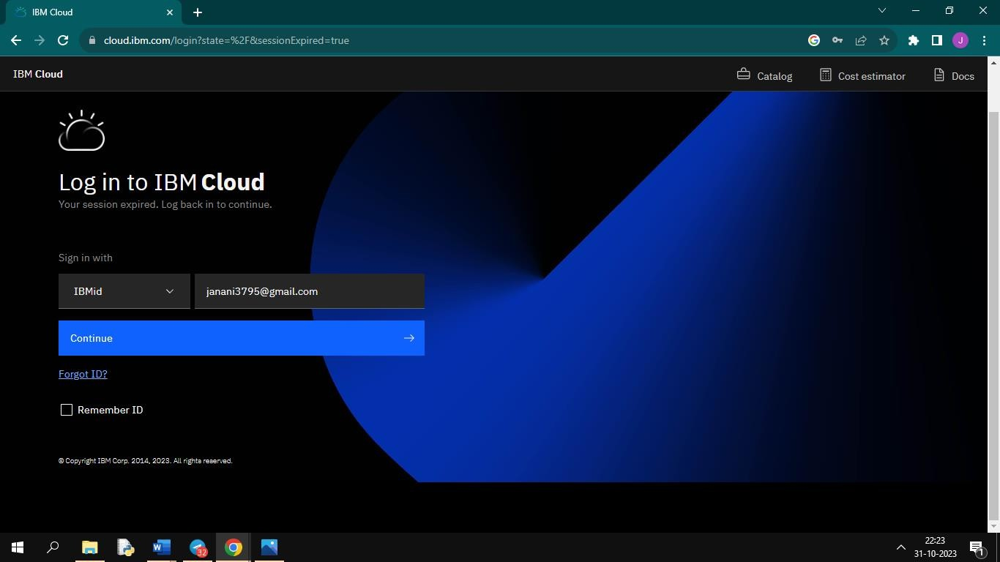 IBM Cloud
cloud.ibm.com/login?state=%2F&sessionExpired=true
J
IBM Cloud
Catalog
Cost estimator
Docs
Log in to IBM Cloud
Your session expired. Log back in to continue.
Sign in with
IBMid
janani3795@gmail.com
Continue
Forgot ID?
Remember ID
© Copyright IBM Corp. 2014, 2023. All rights reserved.
32
22:23
31-10-2023
1